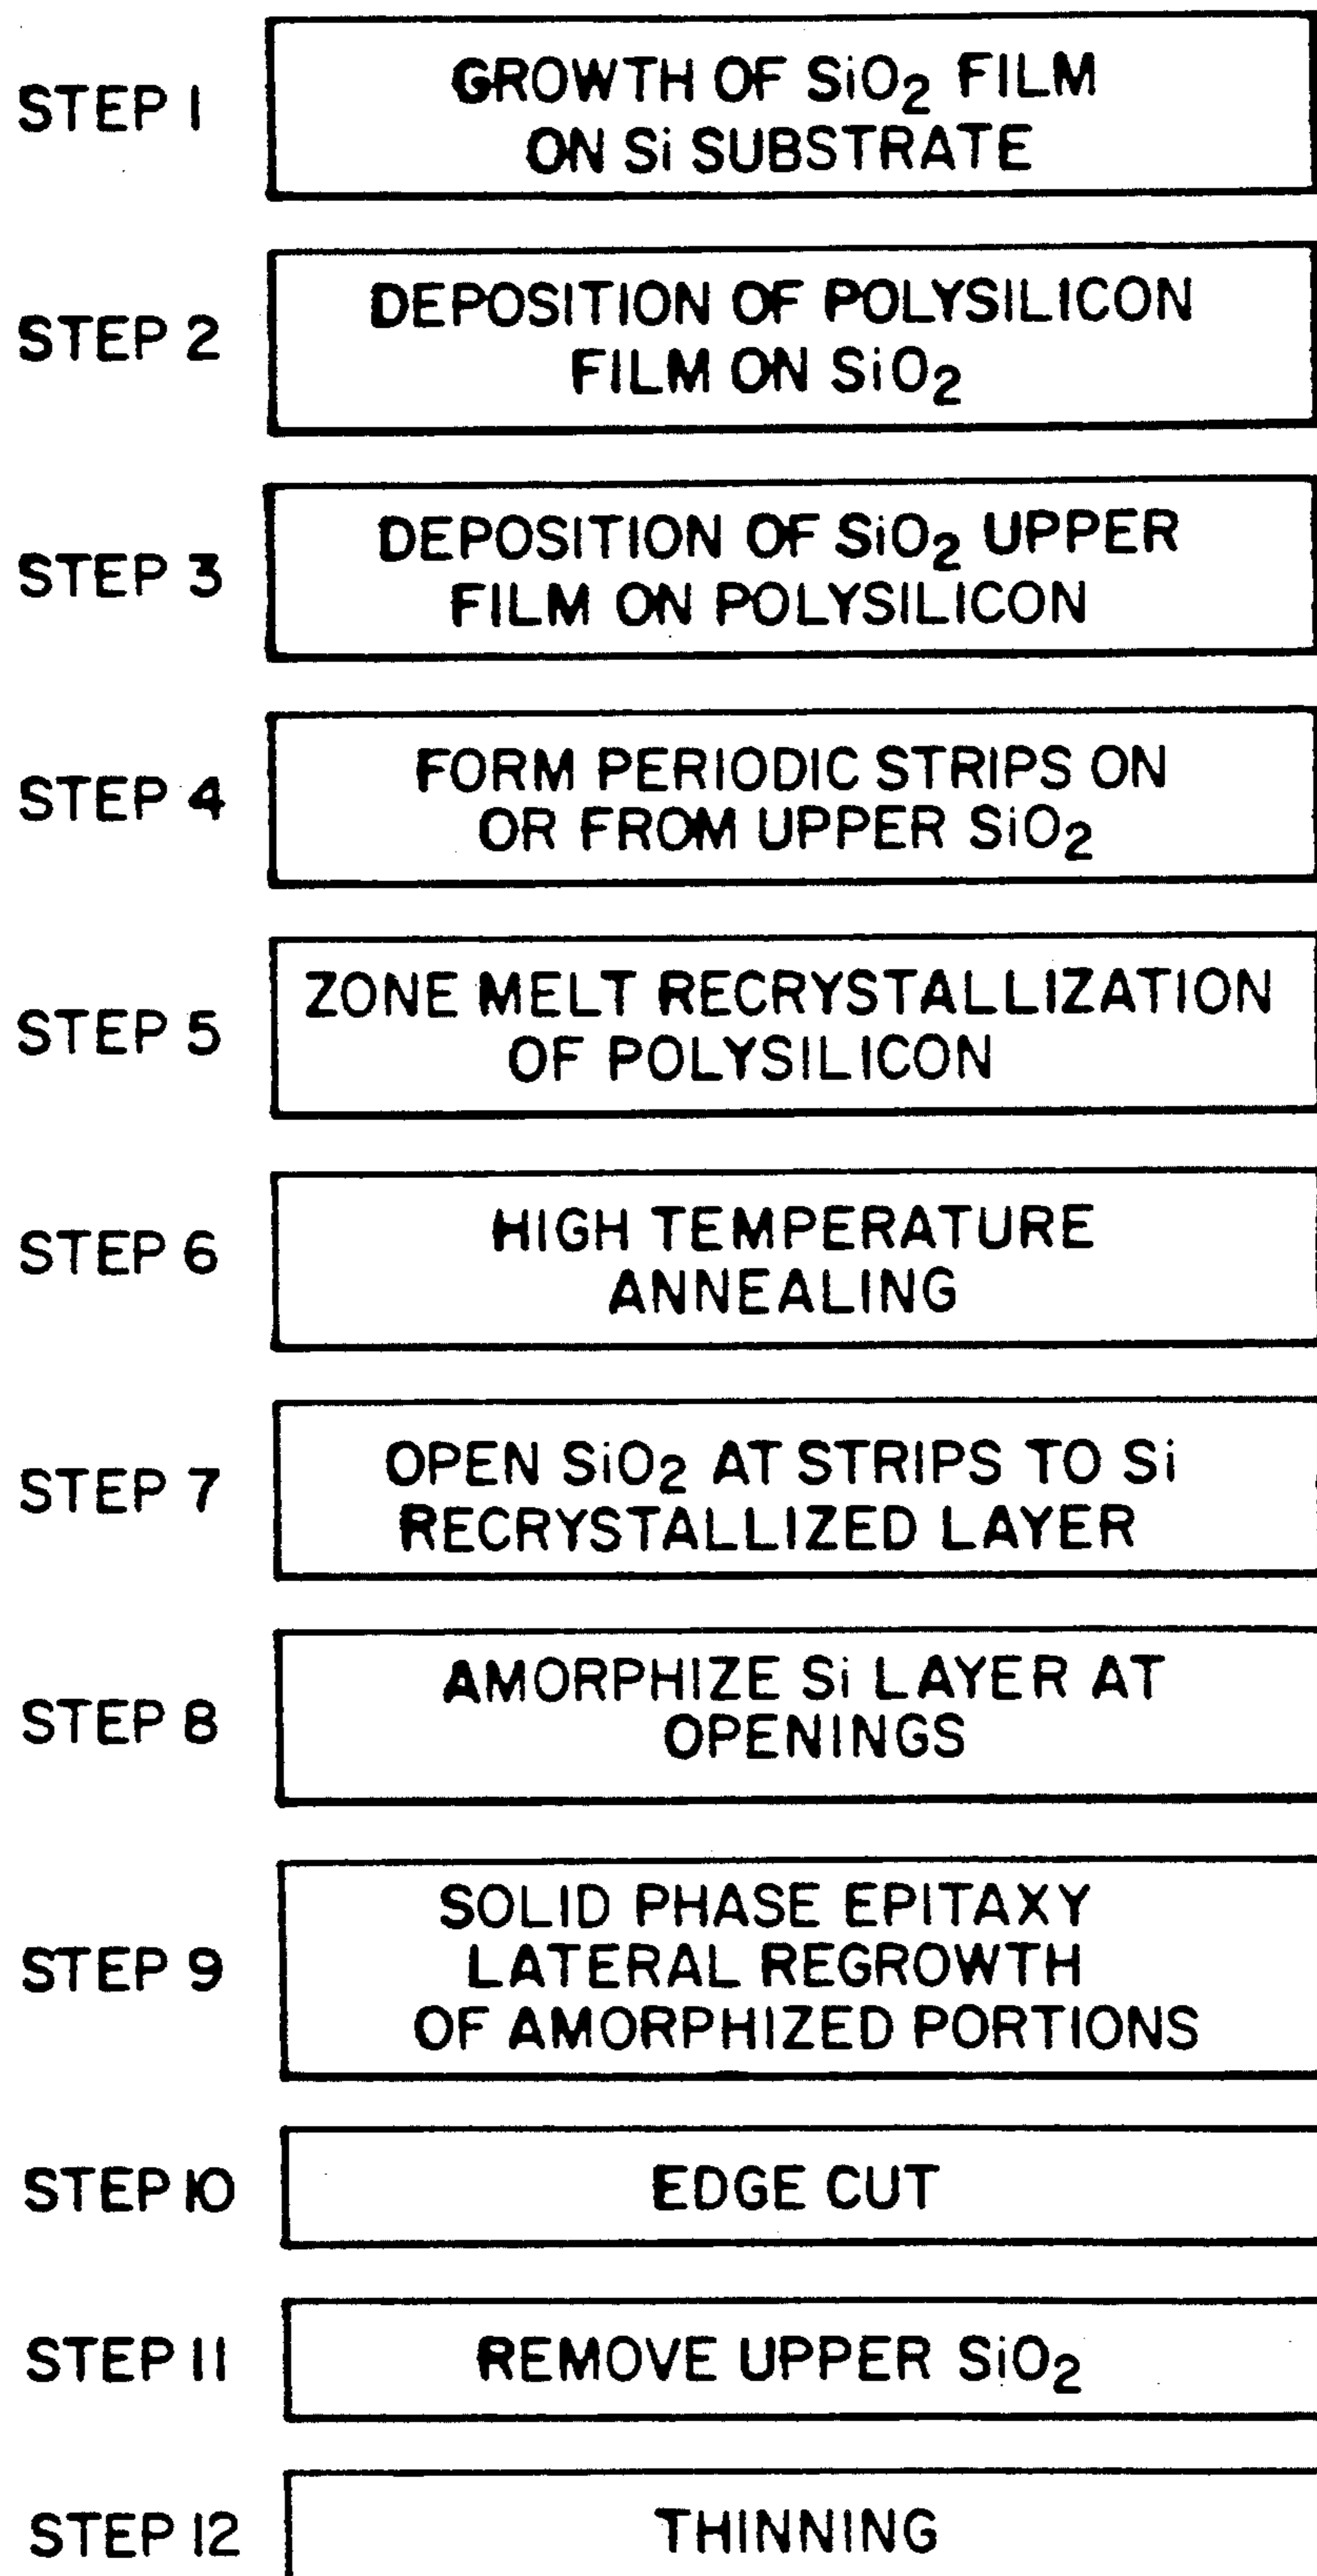 STEP 1
GROWTH OF SiO₂ FILM
ON Si SUBSTRATE
STEP 2
DEPOSITION OF POLYSILICON
FILM ON SiO₂
STEP 3
DEPOSITION OF SiO₂ UPPER
FILM ON POLYSILICON
STEP 4
FORM PERIODIC STRIPS ON
OR FROM UPPER SiO₂
STEP 5
ZONE MELT RECRYSTALLIZATION
OF POLYSILICON
STEP 6
HIGH TEMPERATURE
ANNEALING
STEP 7
OPEN SiO₂ AT STRIPS TO Si
RECRYSTALLIZED LAYER
STEP 8
AMORPHIZE Si LAYER AT
OPENINGS
STEP 9
SOLID PHASE EPITAXY
LATERAL REGROWTH
OF AMORPHIZED PORTIONS
STEP 10
EDGE CUT
STEP 11
REMOVE UPPER SiO₂
STEP 12
THINNING